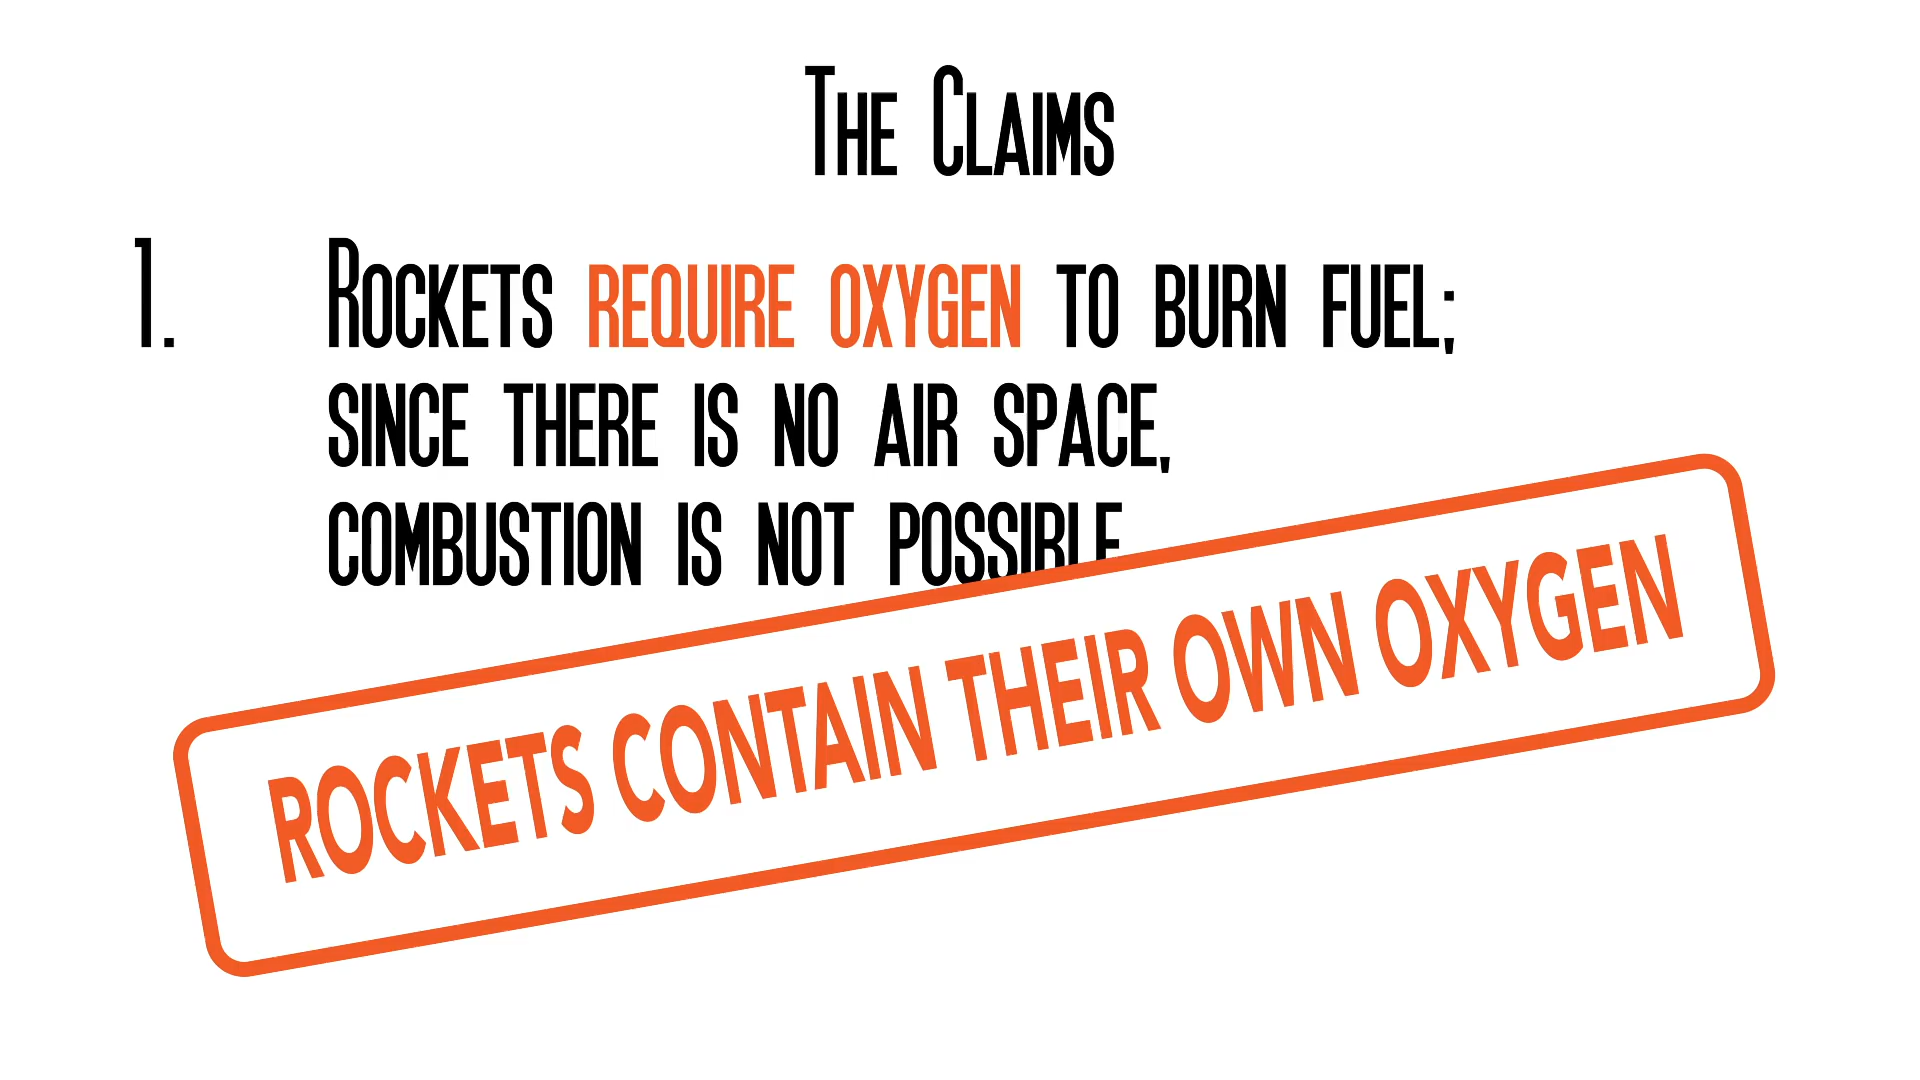 The Claims
1. Rockets require oxygen to burn fuel;
since there is no air space,
combustion is not possible
ROCKETS CONTAIN THEIR OWN OXYGEN